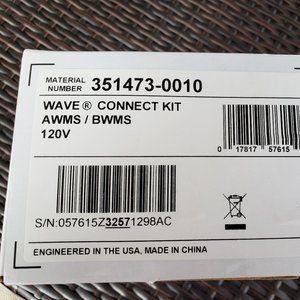 MATERIAL
NUMBER 351473-0010
WAVE ® CONNECT KIT
AWMS / BWMS
120V
0 17817 57615
S/N:057615Z32571298AC
ENGINEERED IN THE USA, MADE IN CHINA